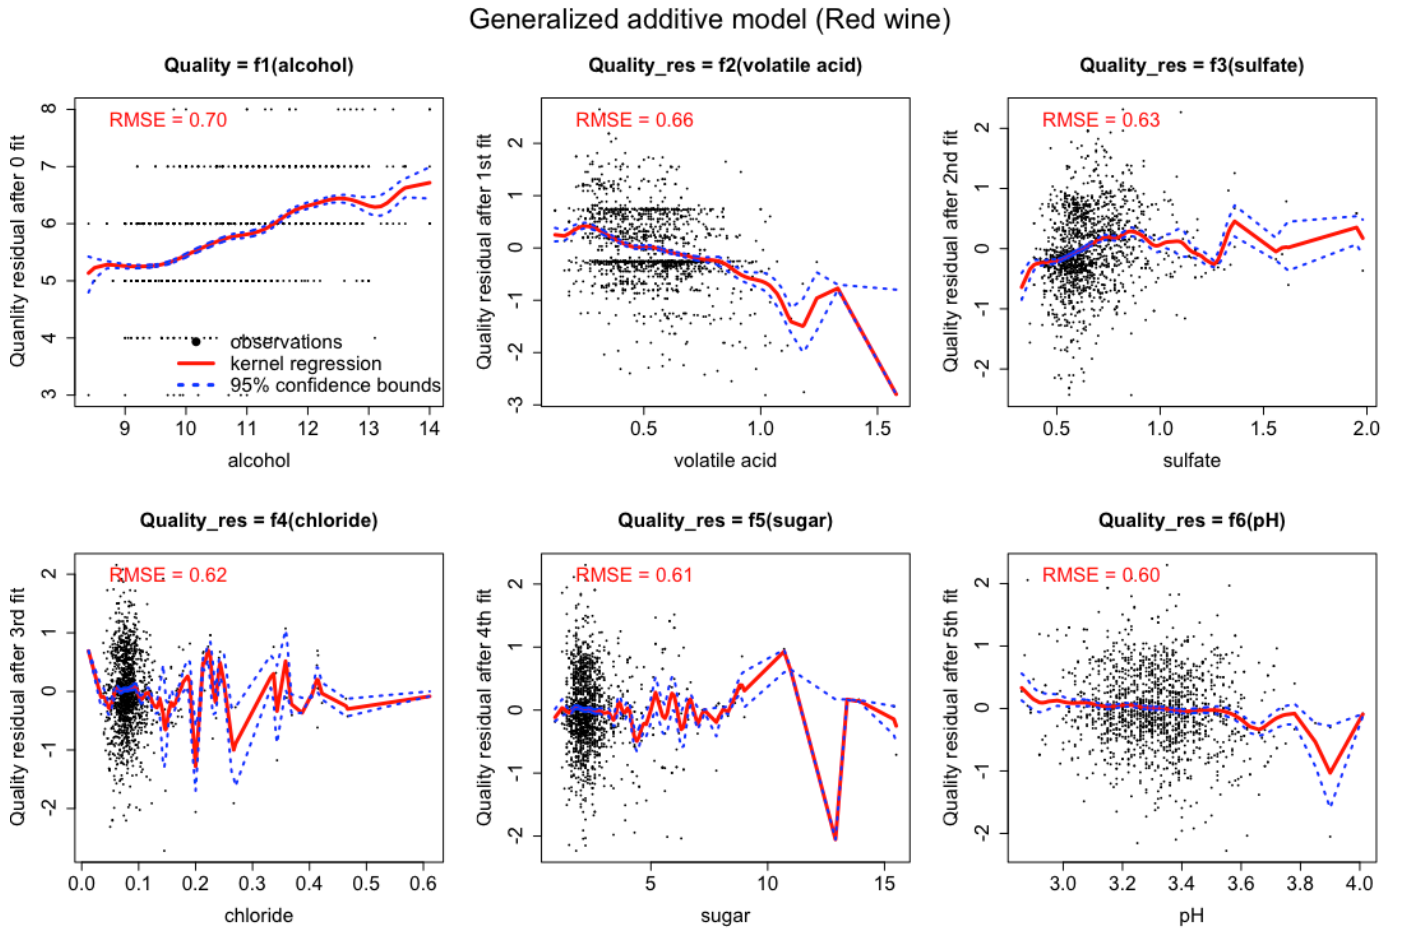 Generalized additive model (Red wine)
Quality = f1(alcohol)
RMSE = 0.70
Quanlity residual after 0 fit
8
7
6
5
4
3
observations
kernel regression
95% confidence bounds
9 10 11 12 13 14
alcohol
Quality_res = f2(volatile acid)
RMSE = 0.66
Quality residual after 1st fit
2
1
0
-1
-2
-3
0.5 1.0 1.5
volatile acid
Quality_res = f3(sulfate)
RMSE = 0.63
Quality residual after 2nd fit
2
1
0
-1
-2
0.5 1.0 1.5 2.0
sulfate
Quality_res = f4(chloride)
RMSE = 0.62
Quality residual after 3rd fit
2
1
0
-1
-2
0.0 0.1 0.2 0.3 0.4 0.5 0.6
chloride
Quality_res = f5(sugar)
RMSE = 0.61
Quality residual after 4th fit
2
1
0
-1
-2
5 10 15
sugar
Quality_res = f6(pH)
RMSE = 0.60
Quality residual after 5th fit
2
1
0
-1
-2
3.0 3.2 3.4 3.6 3.8 4.0
pH